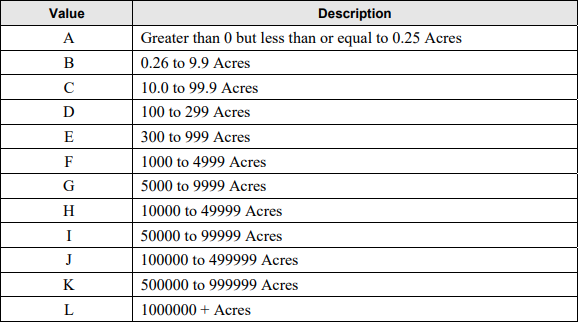 Value Description
A Greater than 0 but less than or equal to 0.25 Acres
B 0.26 to 9.9 Acres
C 10.0 to 99.9 Acres
D 100 to 299 Acres
E 300 to 999 Acres
F 1000 to 4999 Acres
G 5000 to 9999 Acres
H 10000 to 49999 Acres
I 50000 to 99999 Acres
J 100000 to 499999 Acres
K 500000 to 999999 Acres
L 1000000 + Acres